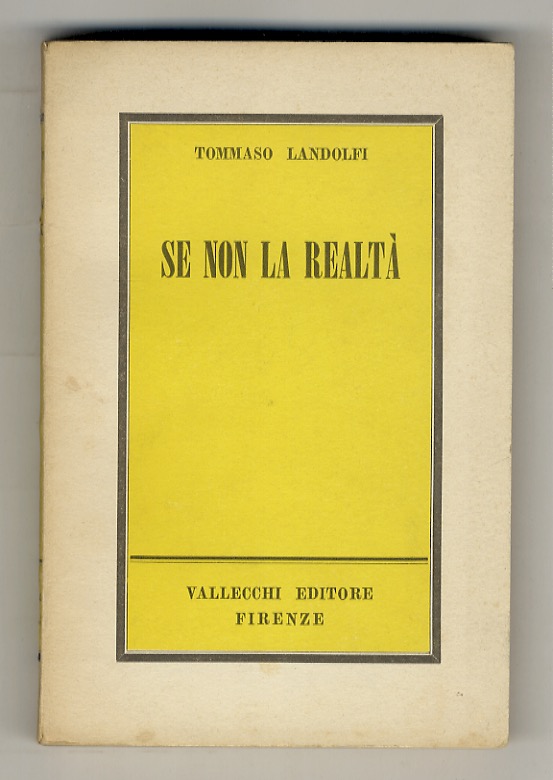 TOMMASO LANDOLFI
SE NON LA REALTÀ
VALLECCHI EDITORE
FIRENZE